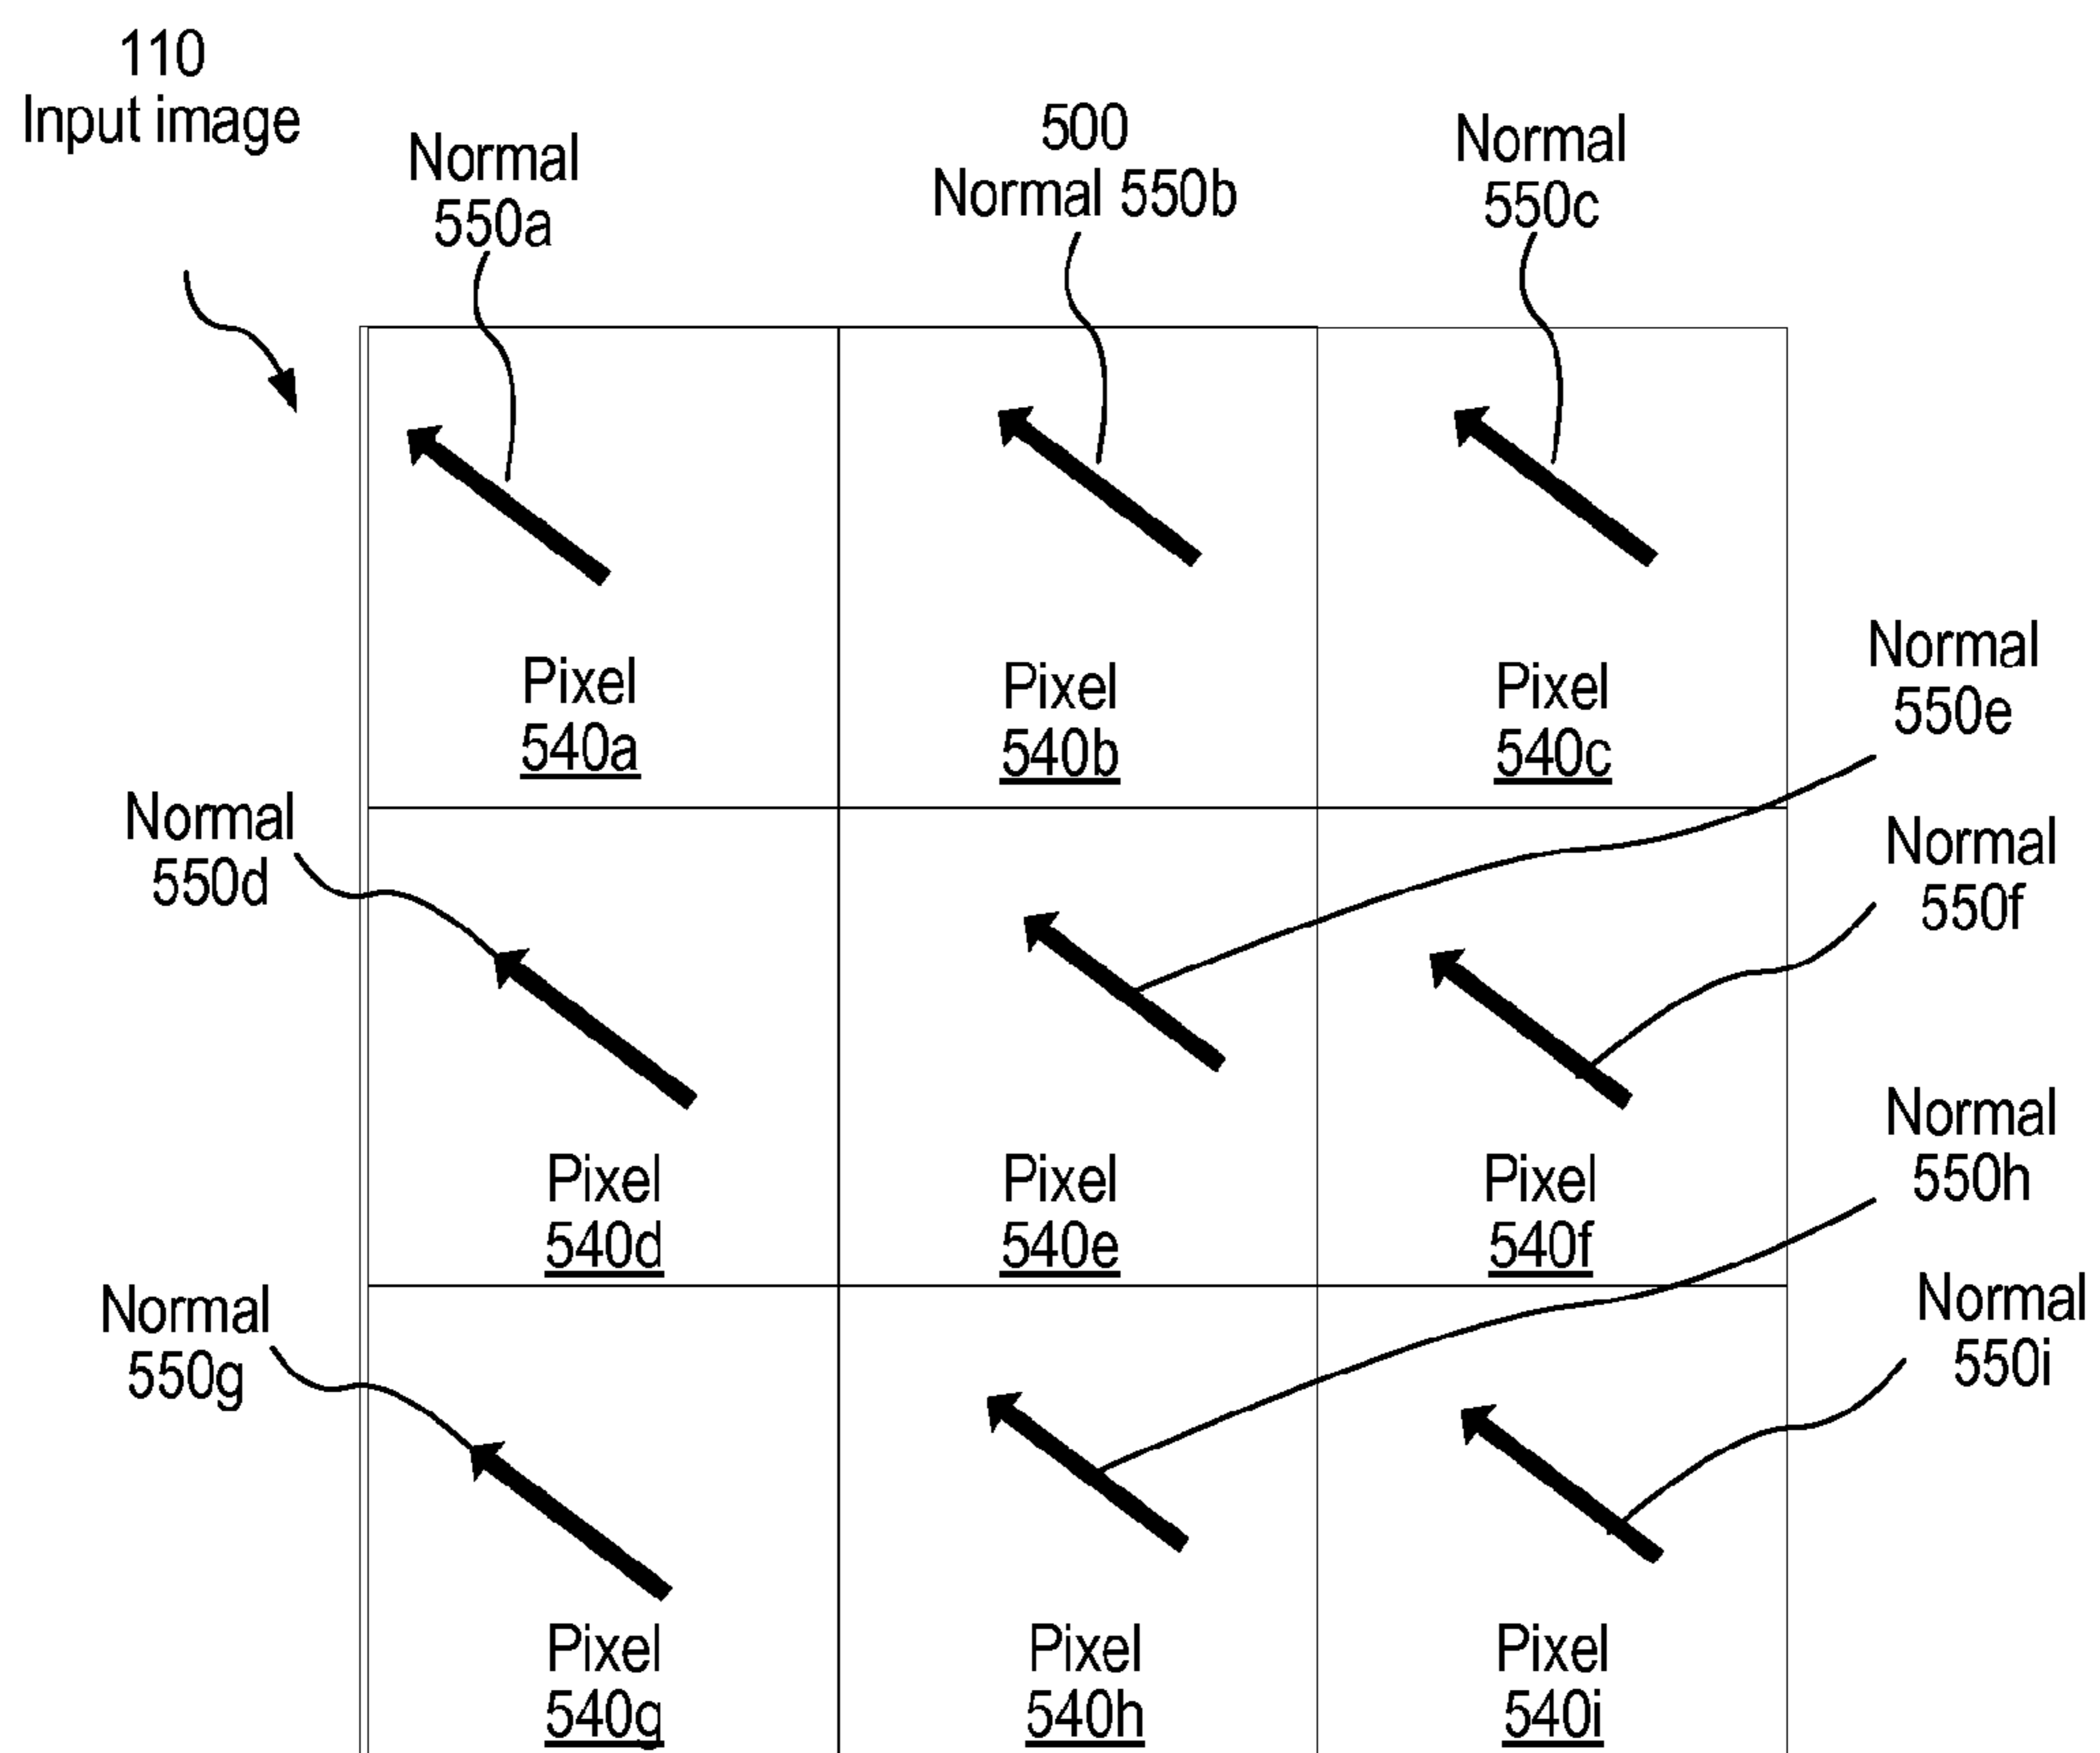 110
Input image
Normal
550a
500
Normal 550b
Normal
550c
Pixel
540a
Pixel
540b
Pixel
540c
Normal
550e
Normal
550d
Normal
550f
Pixel
540d
Pixel
540e
Pixel
540f
Normal
550h
Normal
550g
Normal
550i
Pixel
540g
Pixel
540h
Pixel
540i